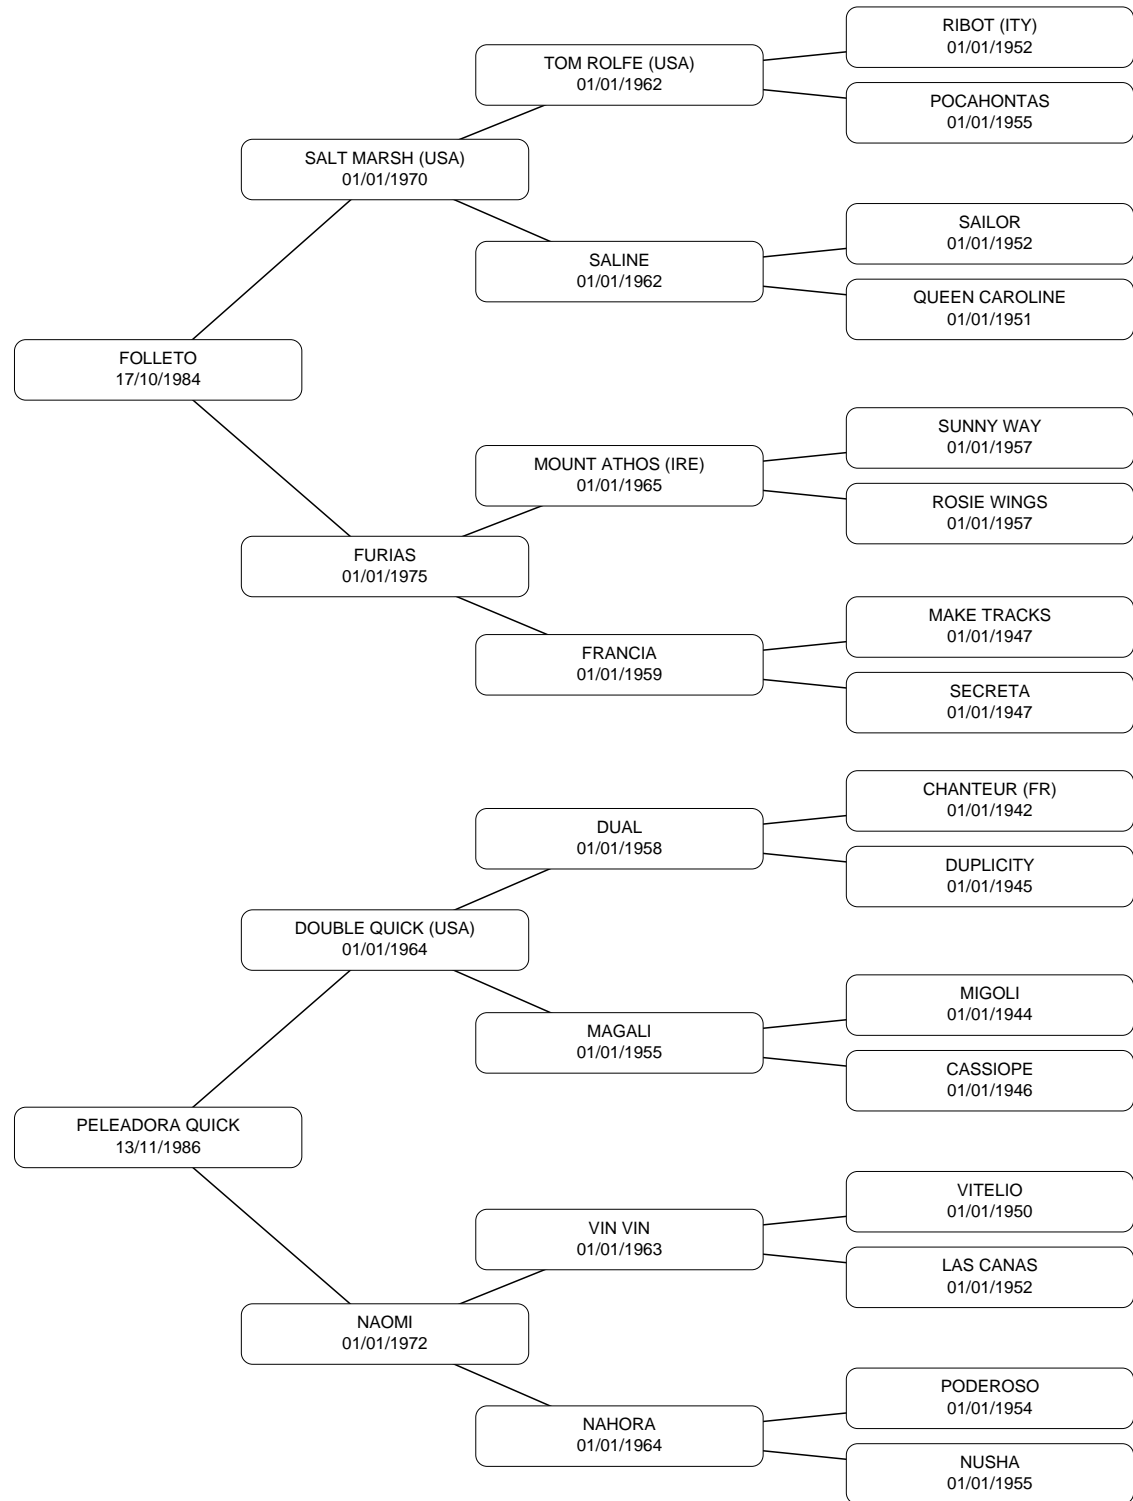 RIBOT (ITY)
01/01/1952
TOM ROLFE (USA)
01/01/1962
POCAHONTAS
01/01/1955
SALT MARSH (USA)
01/01/1970
SAILOR
01/01/1952
SALINE
01/01/1962
QUEEN CAROLINE
01/01/1951
FOLLETO
17/10/1984
SUNNY WAY
01/01/1957
MOUNT ATHOS (IRE)
01/01/1965
ROSIE WINGS
01/01/1957
FURIAS
01/01/1975
MAKE TRACKS
01/01/1947
FRANCIA
01/01/1959
SECRETA
01/01/1947
CHANTEUR (FR)
01/01/1942
DUAL
01/01/1958
DUPLICITY
01/01/1945
DOUBLE QUICK (USA)
01/01/1964
MIGOLI
01/01/1944
MAGALI
01/01/1955
CASSIOPE
01/01/1946
PELEADORA QUICK
13/11/1986
VITELIO
01/01/1950
VIN VIN
01/01/1963
LAS CANAS
01/01/1952
NAOMI
01/01/1972
PODEROSO
01/01/1954
NAHORA
01/01/1964
NUSHA
01/01/1955